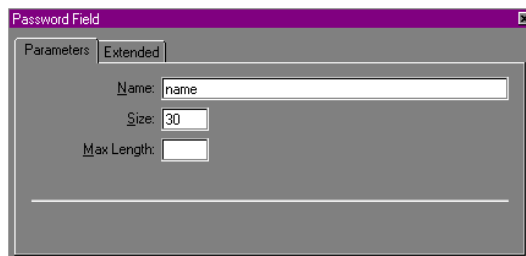 Password Field
Parameters Extended
Name: name
Size: 30
Max Length: